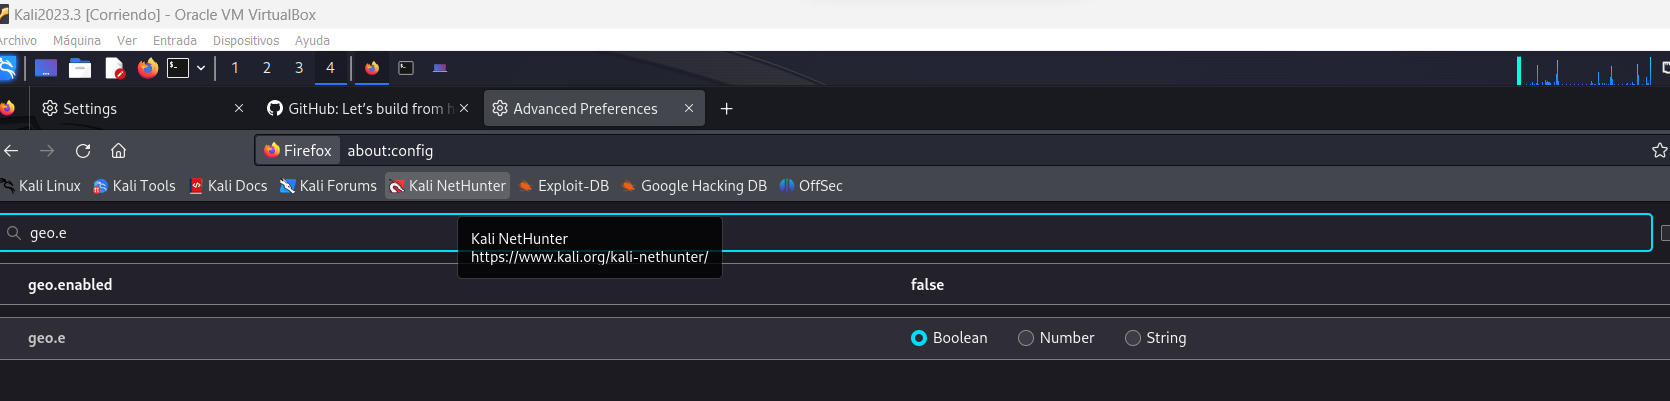 Kali2023.3 [Corriendo] - Oracle VM VirtualBox
Archivo Máquina Ver Entrada Dispositivos Ayuda
1 2 3 4
Settings GitHub: Let's build from h Advanced Preferences
Firefox about:config
Kali Linux Kali Tools Kali Docs Kali Forums Kali NetHunter Exploit-DB Google Hacking DB OffSec
geo.e
Kali NetHunter
https://www.kali.org/kali-nethunter/
geo.enabled false
geo.e Boolean Number String